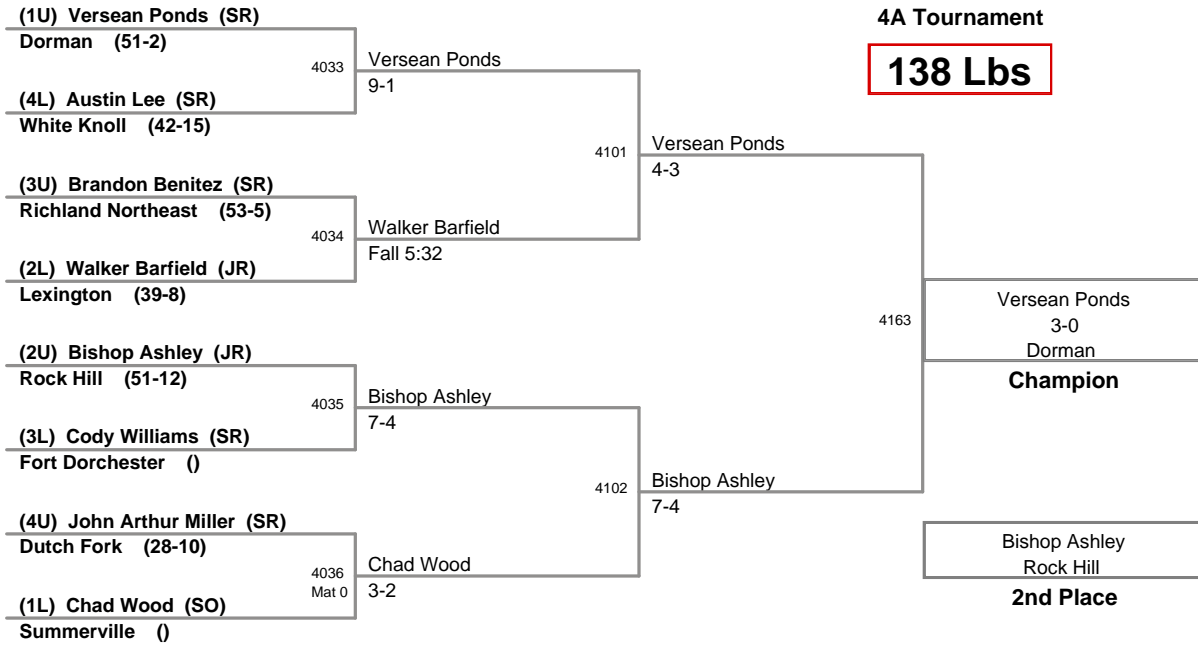 4A Tournament
138 Lbs
(1U) Versean Ponds (SR)
Dorman (51-2)
4033
(4L) Austin Lee (SR)
White Knoll (42-15)
(3U) Brandon Benitez (SR)
Richland Northeast (53-5)
4034
(2L) Walker Barfield (JR)
Lexington (39-8)
(2U) Bishop Ashley (JR)
Rock Hill (51-12)
4035
(3L) Cody Williams (SR)
Fort Dorchester ()
(4U) John Arthur Miller (SR)
Dutch Fork (28-10)
4036
Mat 0
(1L) Chad Wood (SO)
Summerville ()
Versean Ponds
9-1
4101
Walker Barfield
Fall 5:32
Bishop Ashley
7-4
4102
Chad Wood
3-2
Versean Ponds
4-3
4163
Bishop Ashley
7-4
Versean Ponds
3-0
Dorman
Champion
Bishop Ashley
Rock Hill
2nd Place